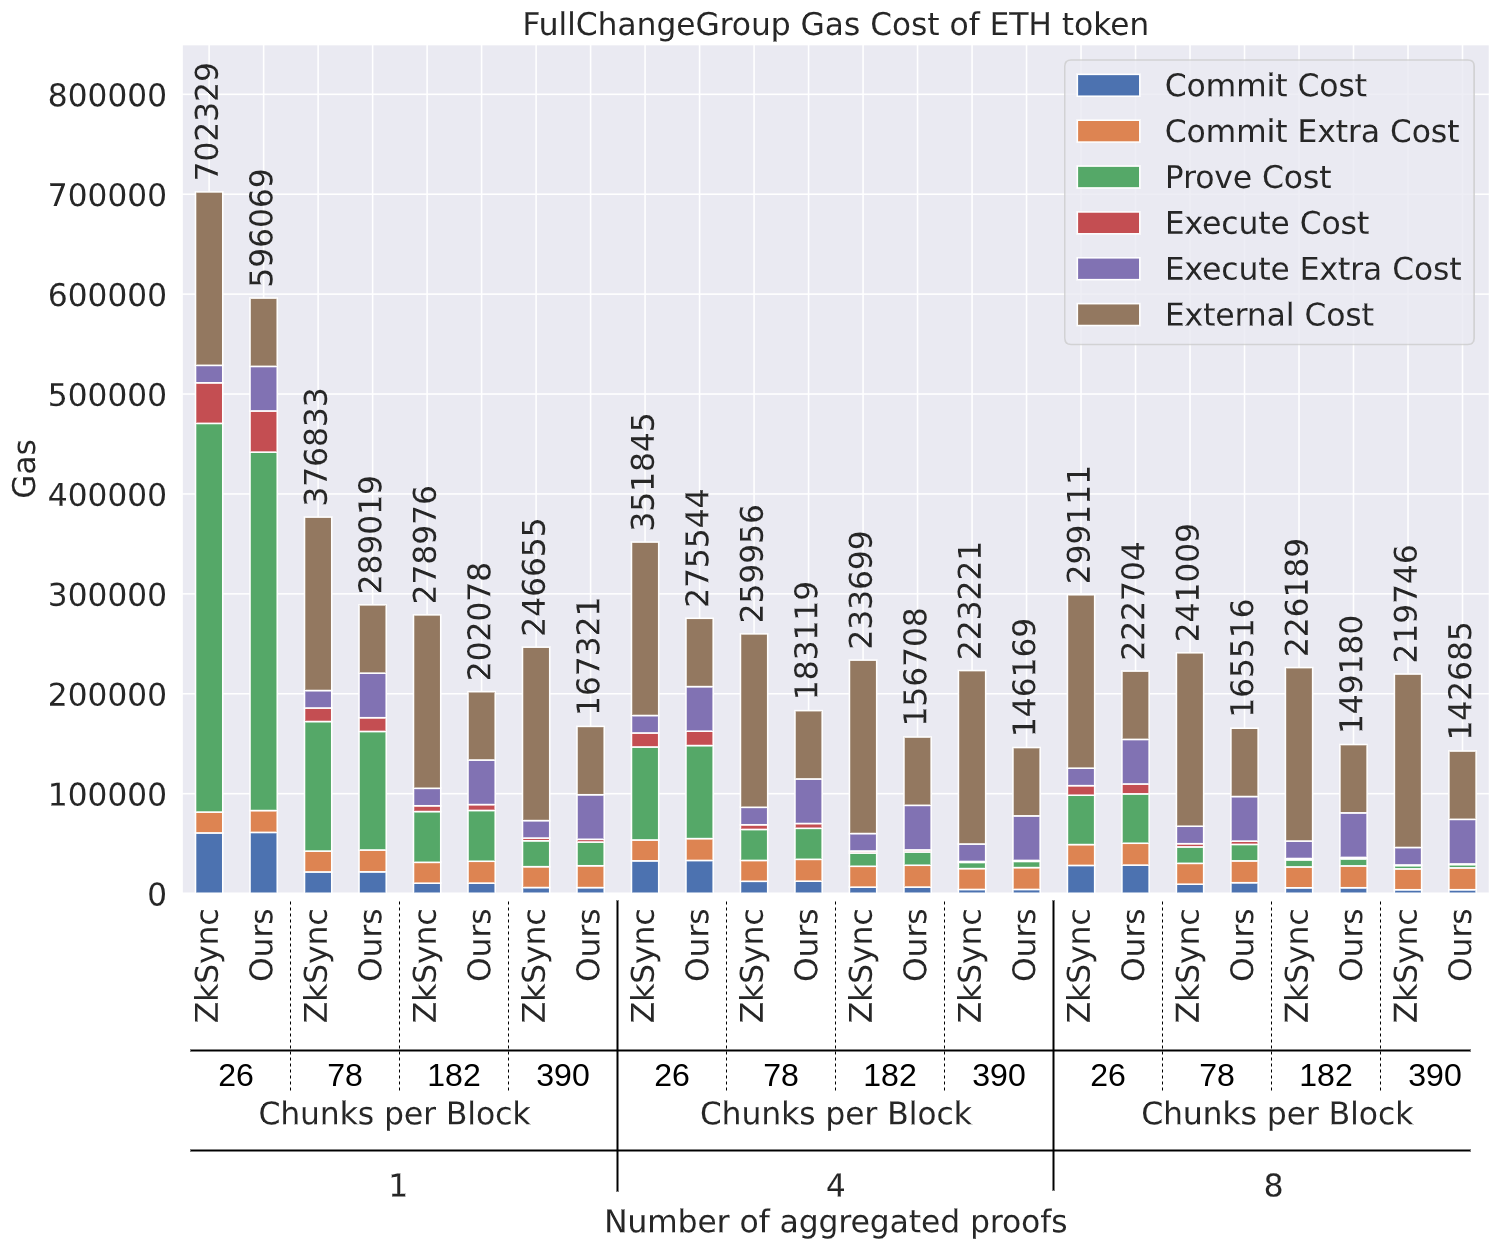 FullChangeGroup Gas Cost of ETH token
Gas
800000
700000
600000
500000
400000
300000
200000
100000
0
Commit Cost
Commit Extra Cost
Prove Cost
Execute Cost
Execute Extra Cost
External Cost
702329
596069
376833
289019
278976
202078
246655
167321
351845
275544
259956
183119
233699
156708
223221
146169
299111
222704
241009
165516
226189
149180
219746
142685
ZkSync
Ours
ZkSync
Ours
ZkSync
Ours
ZkSync
Ours
ZkSync
Ours
ZkSync
Ours
ZkSync
Ours
ZkSync
Ours
ZkSync
Ours
ZkSync
Ours
ZkSync
Ours
ZkSync
Ours
26 78 182 390 26 78 182 390 26 78 182 390
Chunks per Block Chunks per Block Chunks per Block
1 4 8
Number of aggregated proofs